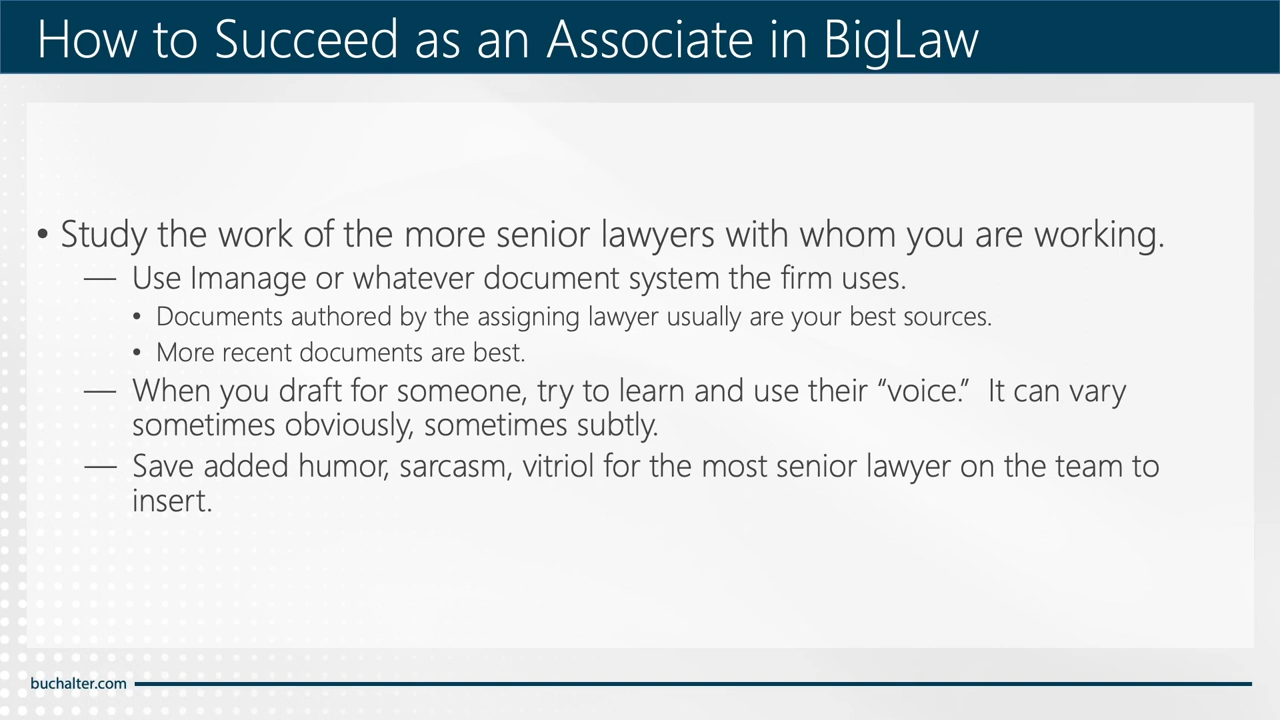 How to Succeed as an Associate in BigLaw
• Study the work of the more senior lawyers with whom you are working.
— Use Imanage or whatever document system the firm uses.
• Documents authored by the assigning lawyer usually are your best sources.
• More recent documents are best.
— When you draft for someone, try to learn and use their “voice.”  It can vary
sometimes obviously, sometimes subtly.
— Save added humor, sarcasm, vitriol for the most senior lawyer on the team to
insert.
buchalter.com